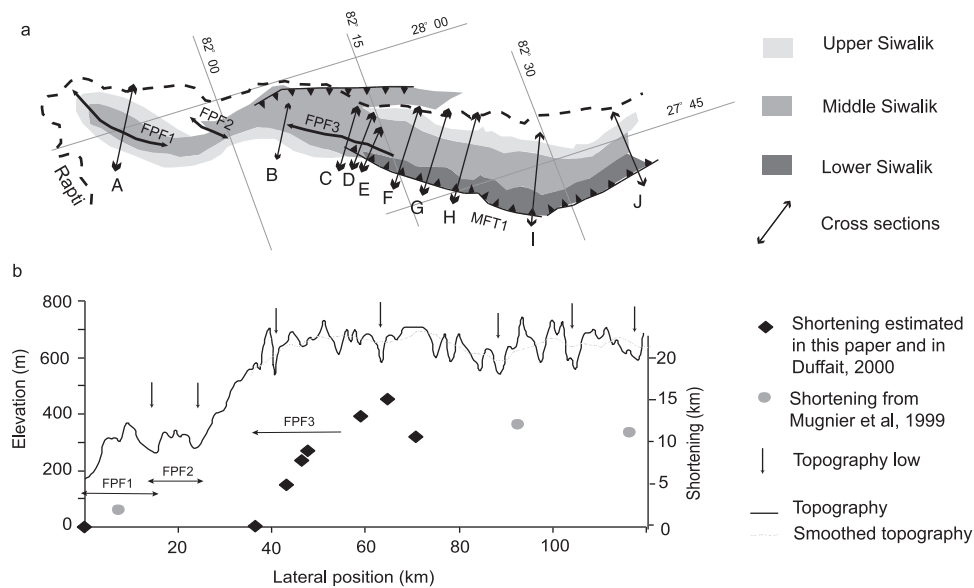 a
82° 00
82° 15
28° 00
82° 30
27° 45
FPF1
FPF2
FPF3
Rapti
A
B
C
D
E
F
G
H
MFT1
I
J
Upper Siwalik
Middle Siwalik
Lower Siwalik
Cross sections
b
800
600
400
200
0
Elevation (m)
FPF1
FPF2
FPF3
20
15
10
5
0
Shortening (km)
20
40
60
80
100
Lateral position (km)
Shortening estimated
in this paper and in
Duffait, 2000
Shortening from
Mugnier et al, 1999
Topography low
Topography
Smoothed topography